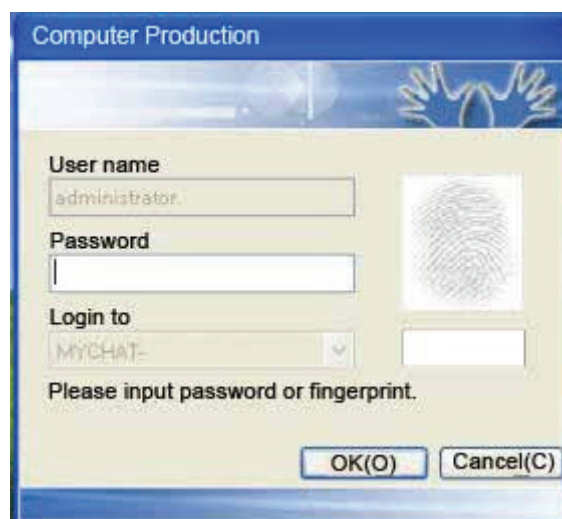 Computer Production
User name
administrator.
Password
Login to
MYCHAT-
Please input password or fingerprint.
OK(O) Cancel(C)